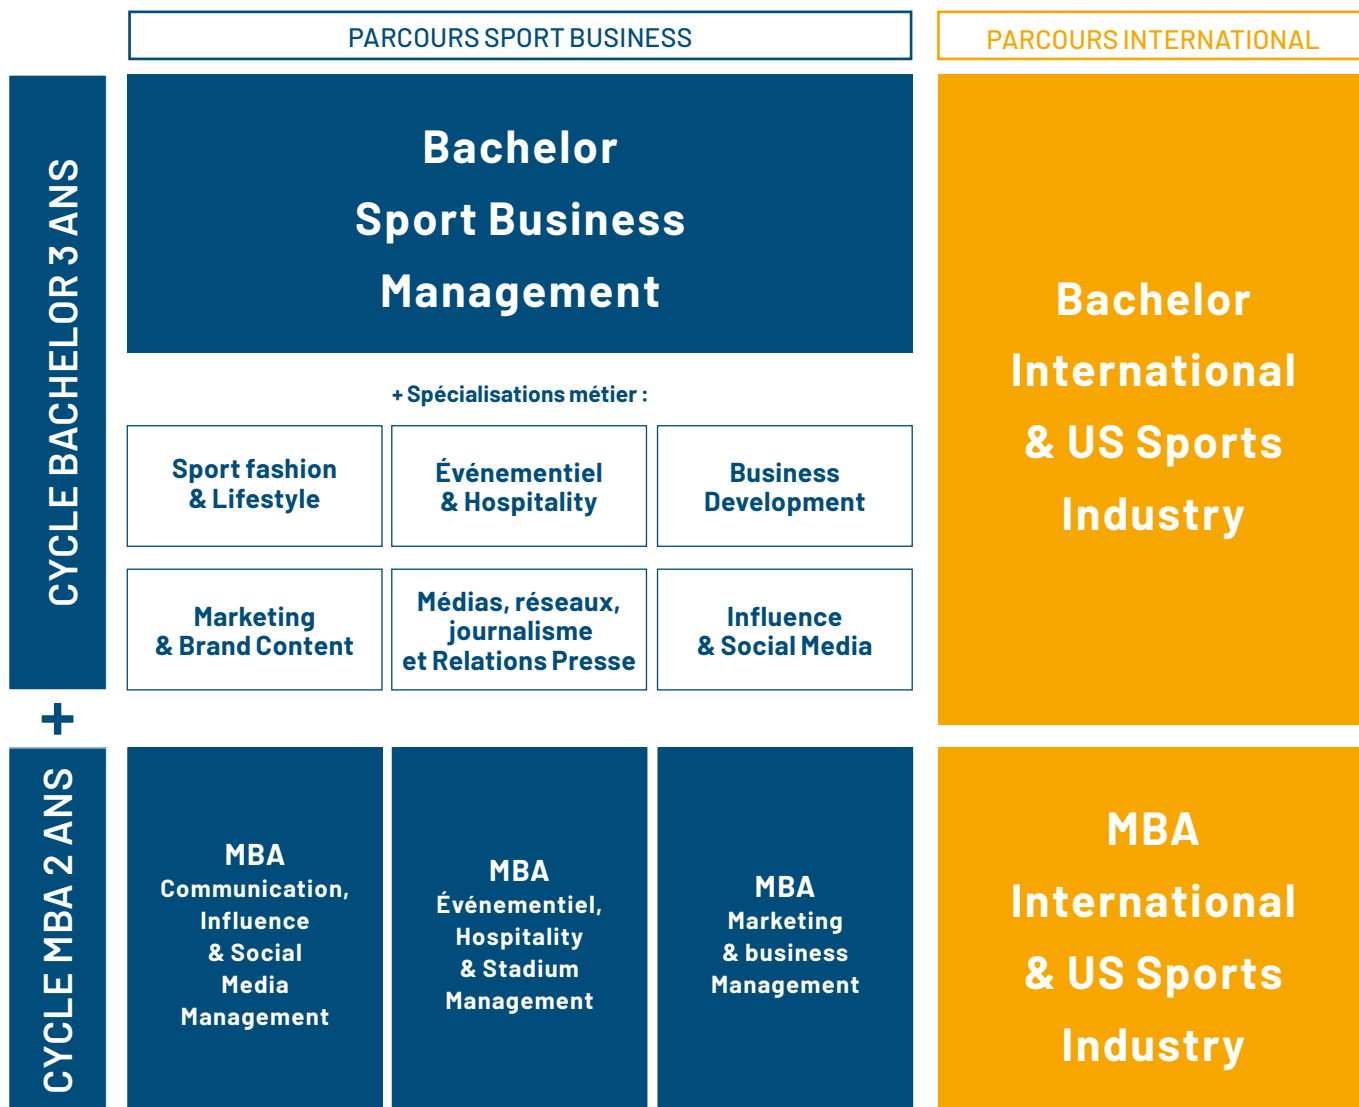 PARCOURS SPORT BUSINESS
PARCOURS INTERNATIONAL
CYCLE BACHELOR 3 ANS
Bachelor
Sport Business
Management
+ Spécialisations métier :
Sport fashion
& Lifestyle
Événementiel
& Hospitality
Business
Development
Marketing
& Brand Content
Médias, réseaux,
journalisme
et Relations Presse
Influence
& Social Media
Bachelor
International
& US Sports
Industry
+
CYCLE MBA 2 ANS
MBA
Communication,
Influence
& Social
Media
Management
MBA
Événementiel,
Hospitality
& Stadium
Management
MBA
Marketing
& business
Management
MBA
International
& US Sports
Industry